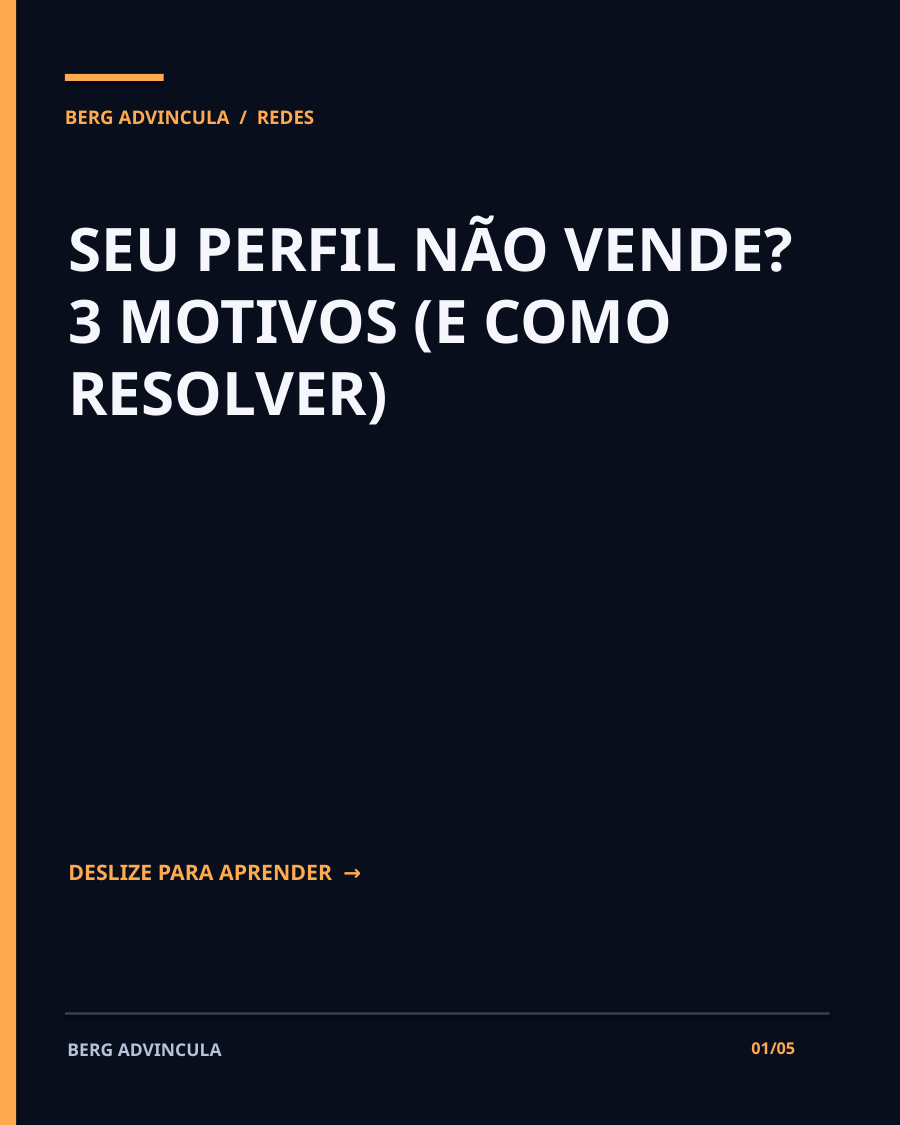 BERG ADVINCULA / REDES
SEU PERFIL NÃO VENDE?
3 MOTIVOS (E COMO
RESOLVER)
DESLIZE PARA APRENDER →
BERG ADVINCULA
01/05